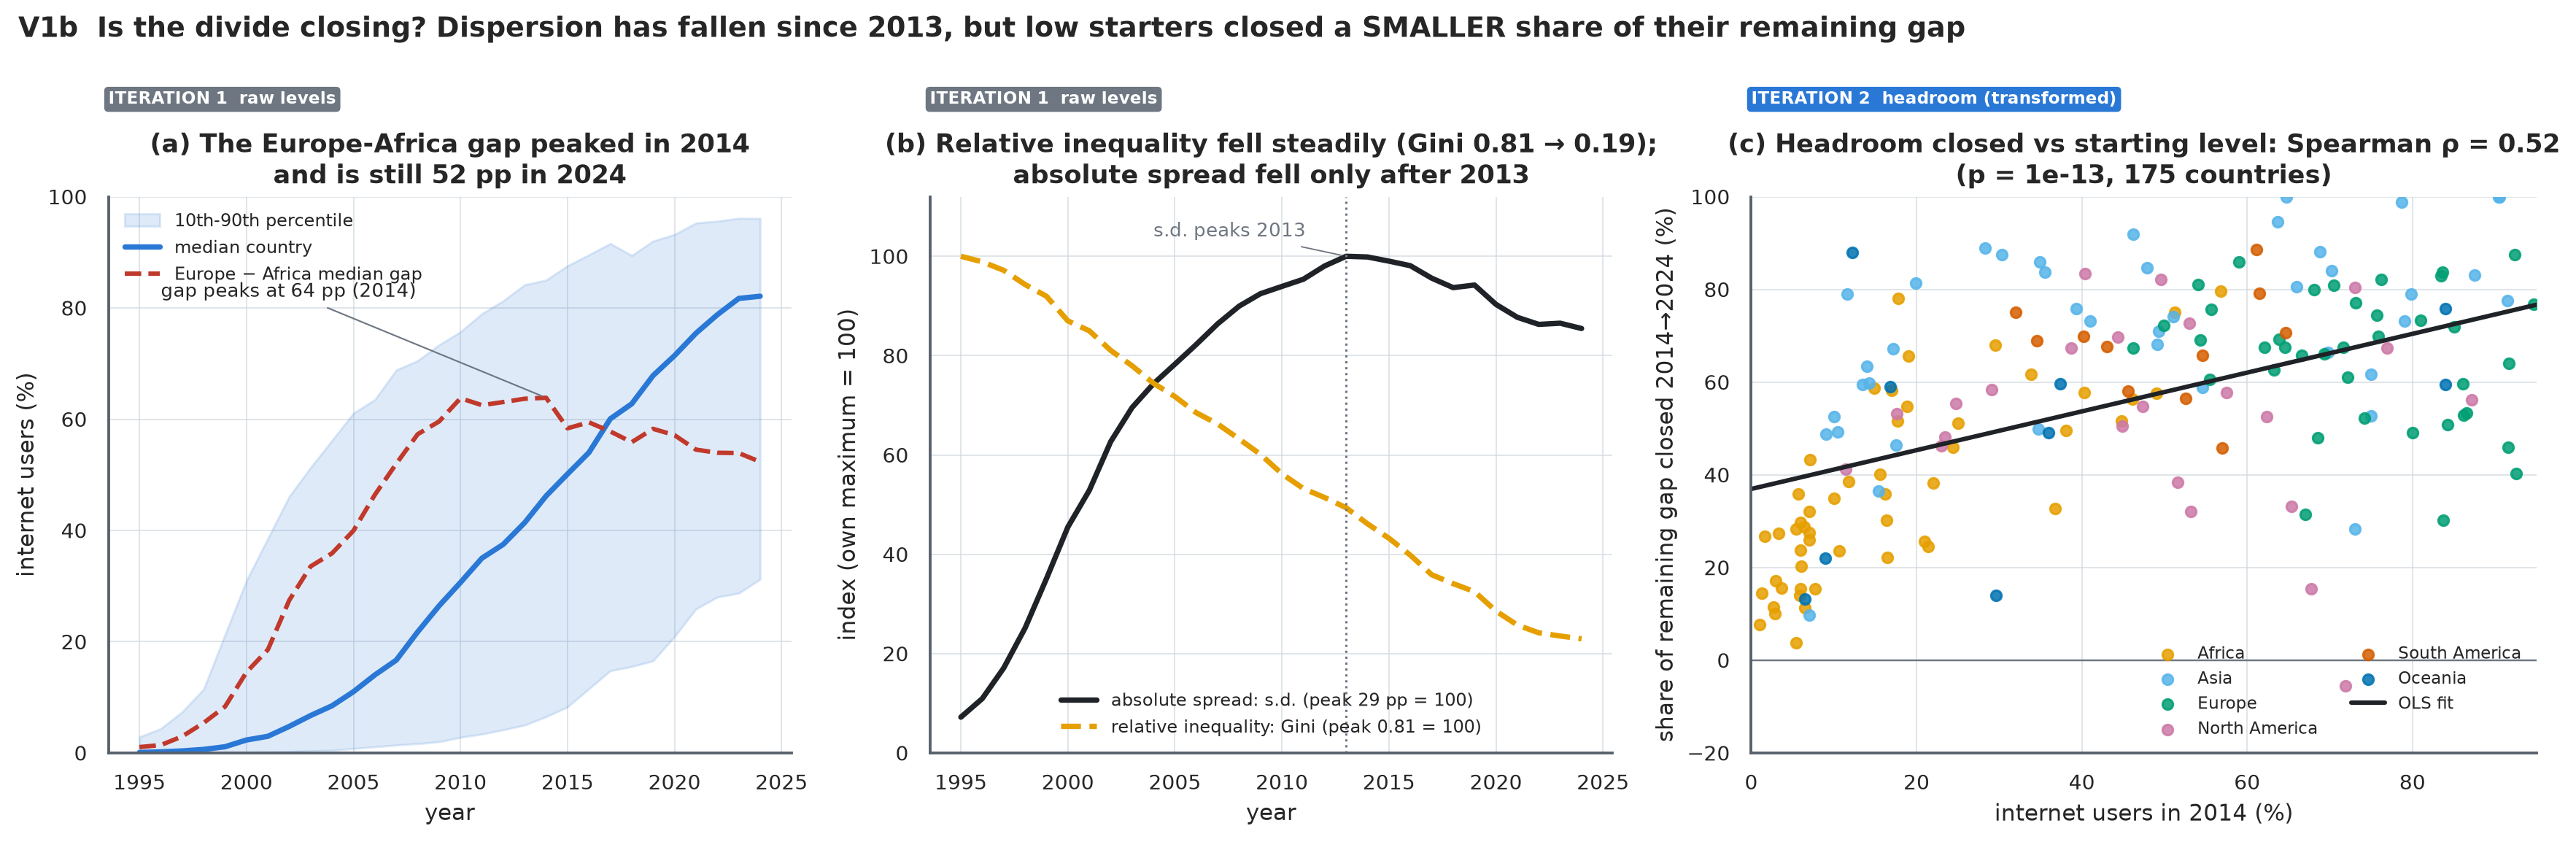 V1b  Is the divide closing? Dispersion has fallen since 2013, but low starters closed a SMALLER share of their remaining gap
ITERATION 1  raw levels
(a) The Europe-Africa gap peaked in 2014
and is still 52 pp in 2024
100
80
60
40
20
0
internet users (%)
10th-90th percentile
median country
Europe − Africa median gap
gap peaks at 64 pp (2014)
1995
2000
2005
2010
2015
2020
2025
year
ITERATION 1  raw levels
(b) Relative inequality fell steadily (Gini 0.81 → 0.19);
absolute spread fell only after 2013
100
80
60
40
20
0
index (own maximum = 100)
s.d. peaks 2013
absolute spread: s.d. (peak 29 pp = 100)
relative inequality: Gini (peak 0.81 = 100)
1995
2000
2005
2010
2015
2020
2025
year
ITERATION 2  headroom (transformed)
(c) Headroom closed vs starting level: Spearman ρ = 0.52
(p = 1e-13, 175 countries)
100
80
60
40
20
0
−20
share of remaining gap closed 2014→2024 (%)
Africa
Asia
Europe
North America
South America
Oceania
OLS fit
0
20
40
60
80
internet users in 2014 (%)